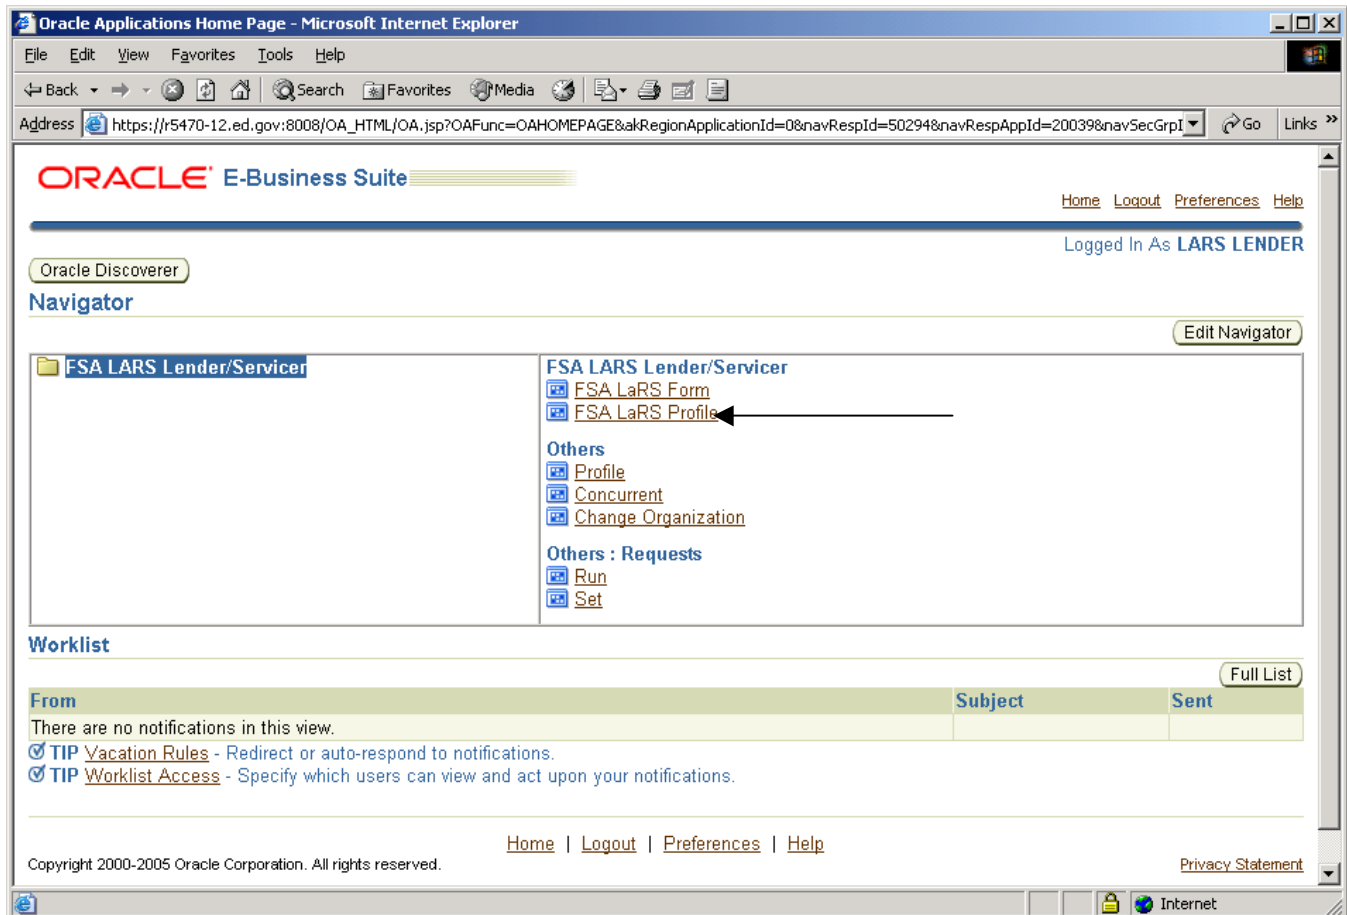 Oracle Applications Home Page - Microsoft Internet Explorer
File Edit View Favorites Tools Help
Back Search Favorites Media
Address https://r5470-12.ed.gov:8008/OA_HTML/OA.jsp?OAFunc=OAHOMEPAGE&akRegionApplicationId=0&navRespId=50294&navRespAppId=20039&navSecGrpI Go Links »
ORACLE E-Business Suite
Home Logout Preferences Help
Logged In As LARS LENDER
Oracle Discoverer
Navigator
Edit Navigator
FSA LARS Lender/Servicer
FSA LARS Lender/Servicer
FSA LaRS Form
FSA LaRS Profile
Others
Profile
Concurrent
Change Organization
Others : Requests
Run
Set
Worklist
Full List
From Subject Sent
There are no notifications in this view.
TIP Vacation Rules - Redirect or auto-respond to notifications.
TIP Worklist Access - Specify which users can view and act upon your notifications.
Home | Logout | Preferences | Help
Copyright 2000-2005 Oracle Corporation. All rights reserved.
Privacy Statement
Internet